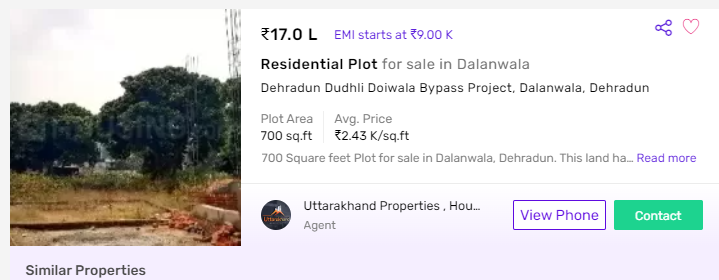 ₹17.0 L EMI starts at ₹9.00 K
Residential Plot for sale in Dalanwala
Dehradun Dudhli Doiwala Bypass Project, Dalanwala, Dehradun
Plot Area Avg. Price
700 sq.ft ₹2.43 K/sq.ft
700 Square feet Plot for sale in Dalanwala, Dehradun. This land ha... Read more
Uttarakhand Properties , Hou...
Agent
View Phone
Contact
Similar Properties